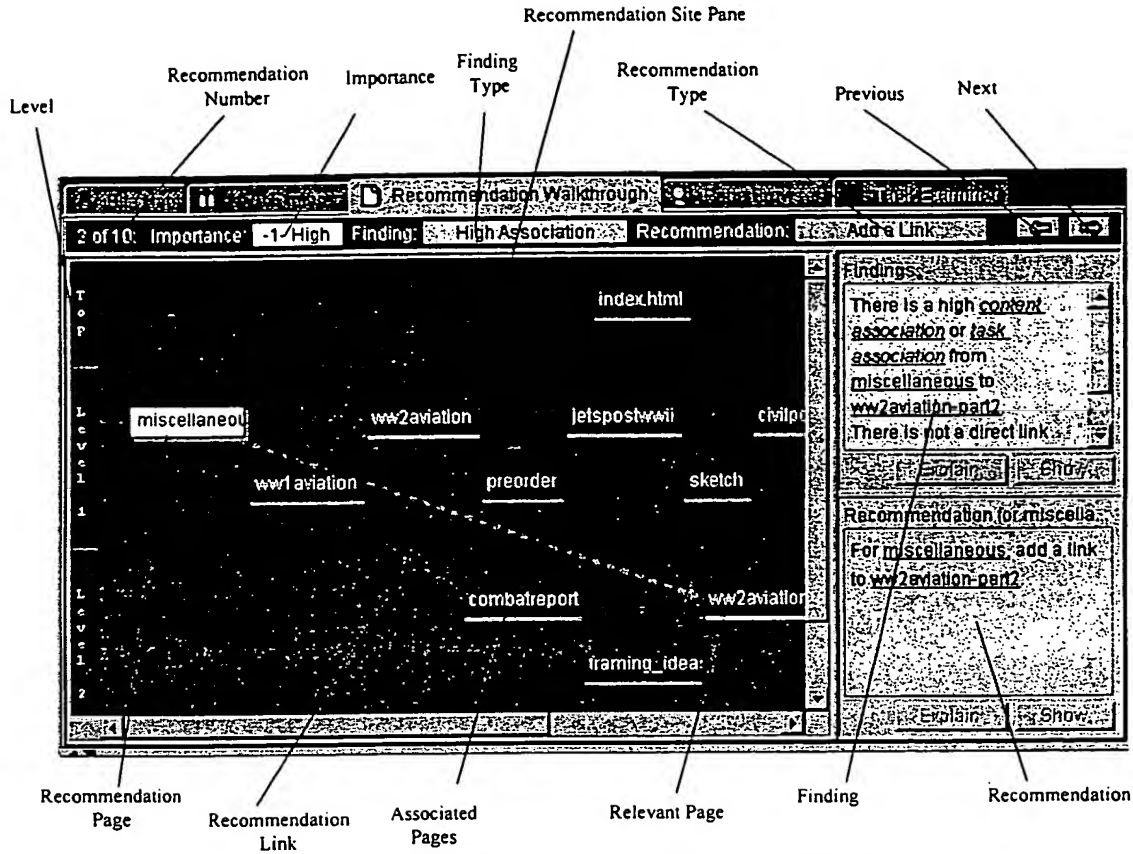 Recommendation Site Pane
Level
Recommendation
Number
Importance
Finding
Type
Recommendation
Type
Previous
Next
Recommendation Walkthrough
of 10: Importance: -1- High Finding: High Association Recommendation: Add a Link
Top
Level 1
Level 2
index.html
miscellaneou
ww2aviation
jetspostwwii
civilpo
ww1aviation
preorder
sketch
combatreport
ww2aviation
framing_idea
Findings:
There is a high content
association or task
association from
miscellaneous to
ww2aviation-part2
There is not a direct link
Explain Show
Recommendation for miscella...
For miscellaneous, add a link
to ww2aviation-part2
Explain Show
Recommendation
Page
Recommendation
Link
Associated
Pages
Relevant Page
Finding
Recommendation